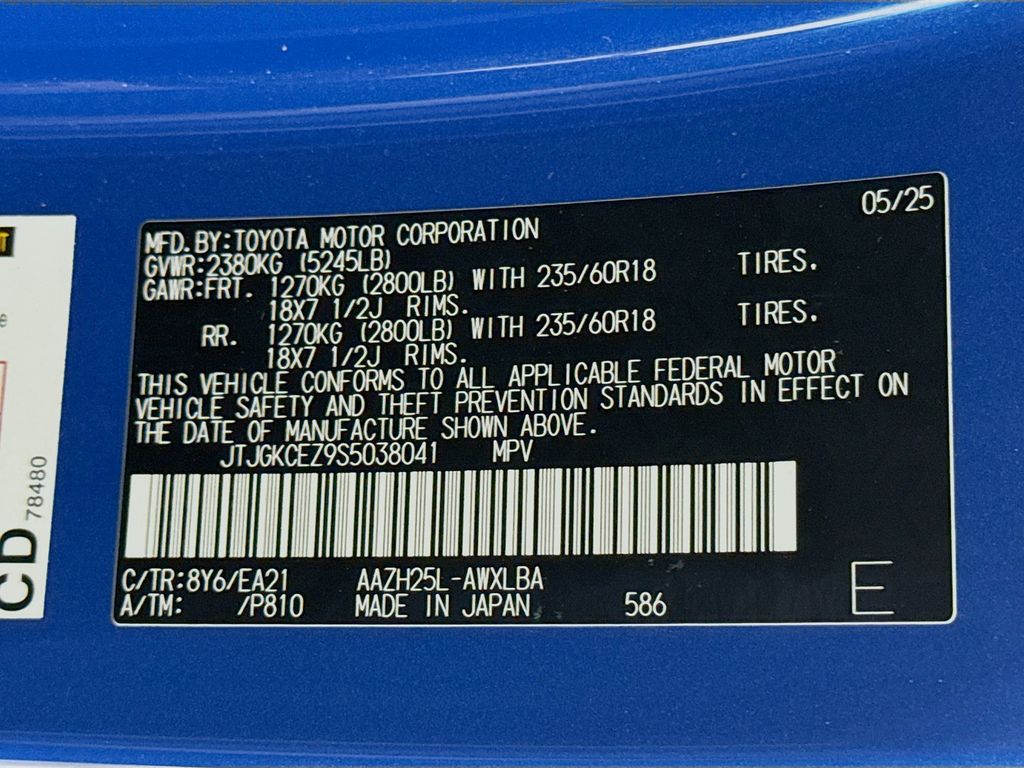 05/25
MFD. BY:TOYOTA MOTOR CORPORATION
GVWR:2380KG (5245LB)
GAWR:FRT. 1270KG (2800LB) WITH 235/60R18 TIRES.
18X7 1/2J RIMS.
RR. 1270KG (2800LB) WITH 235/60R18 TIRES.
18X7 1/2J RIMS.
THIS VEHICLE CONFORMS TO ALL APPLICABLE FEDERAL MOTOR
VEHICLE SAFETY AND THEFT PREVENTION STANDARDS IN EFFECT ON
THE DATE OF MANUFACTURE SHOWN ABOVE.
JTJGKCEZ9S5038041 MPV
C/TR:8Y6/EA21 AAZH25L-AWXLBA
A/TM: /P810 MADE IN JAPAN 586 E
CD
78480